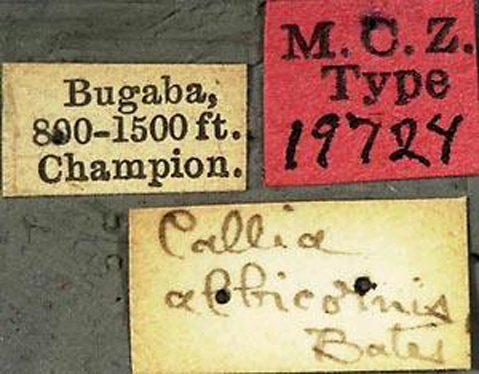 Bugaba,
800-1500 ft.
Champion.
M. C. Z.
Type
19724
Callia
albicornis
Bates